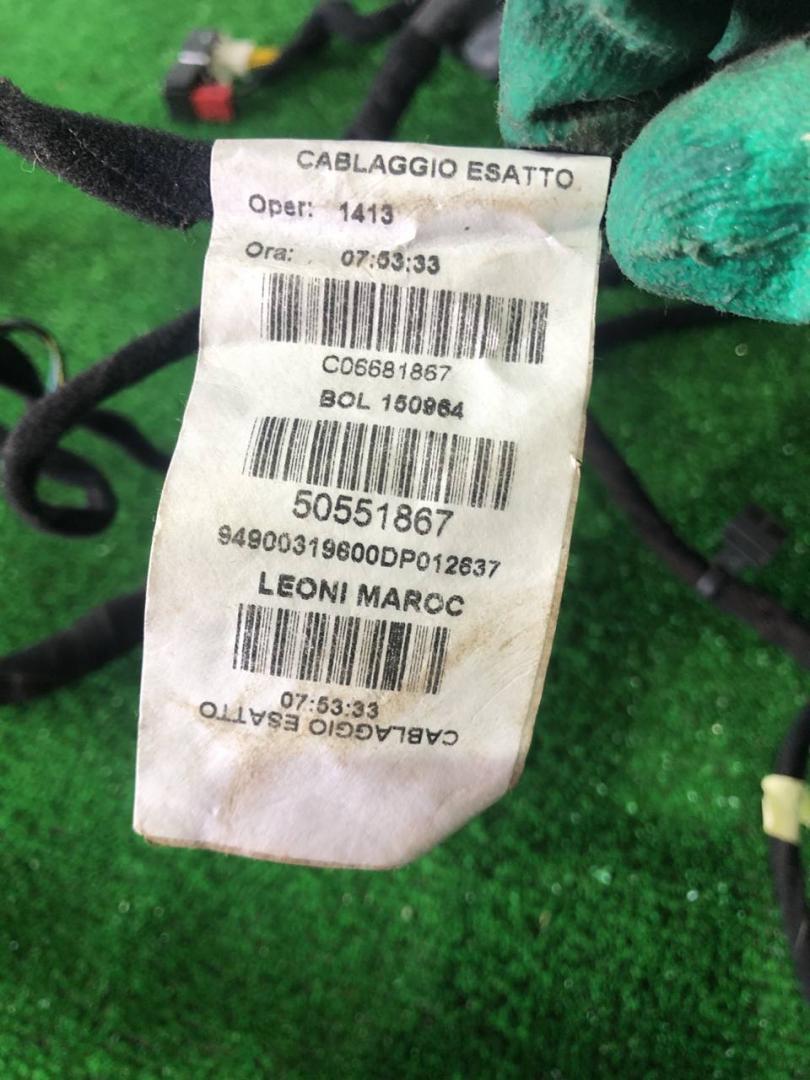 CABLAGGIO ESATTO
Oper: 1413
Ora: 07:53:33
C06681867
BOL 150964
50551867
94900319600DP012637
LEONI MAROC
07:53:33
CABLAGGIO ESATTO